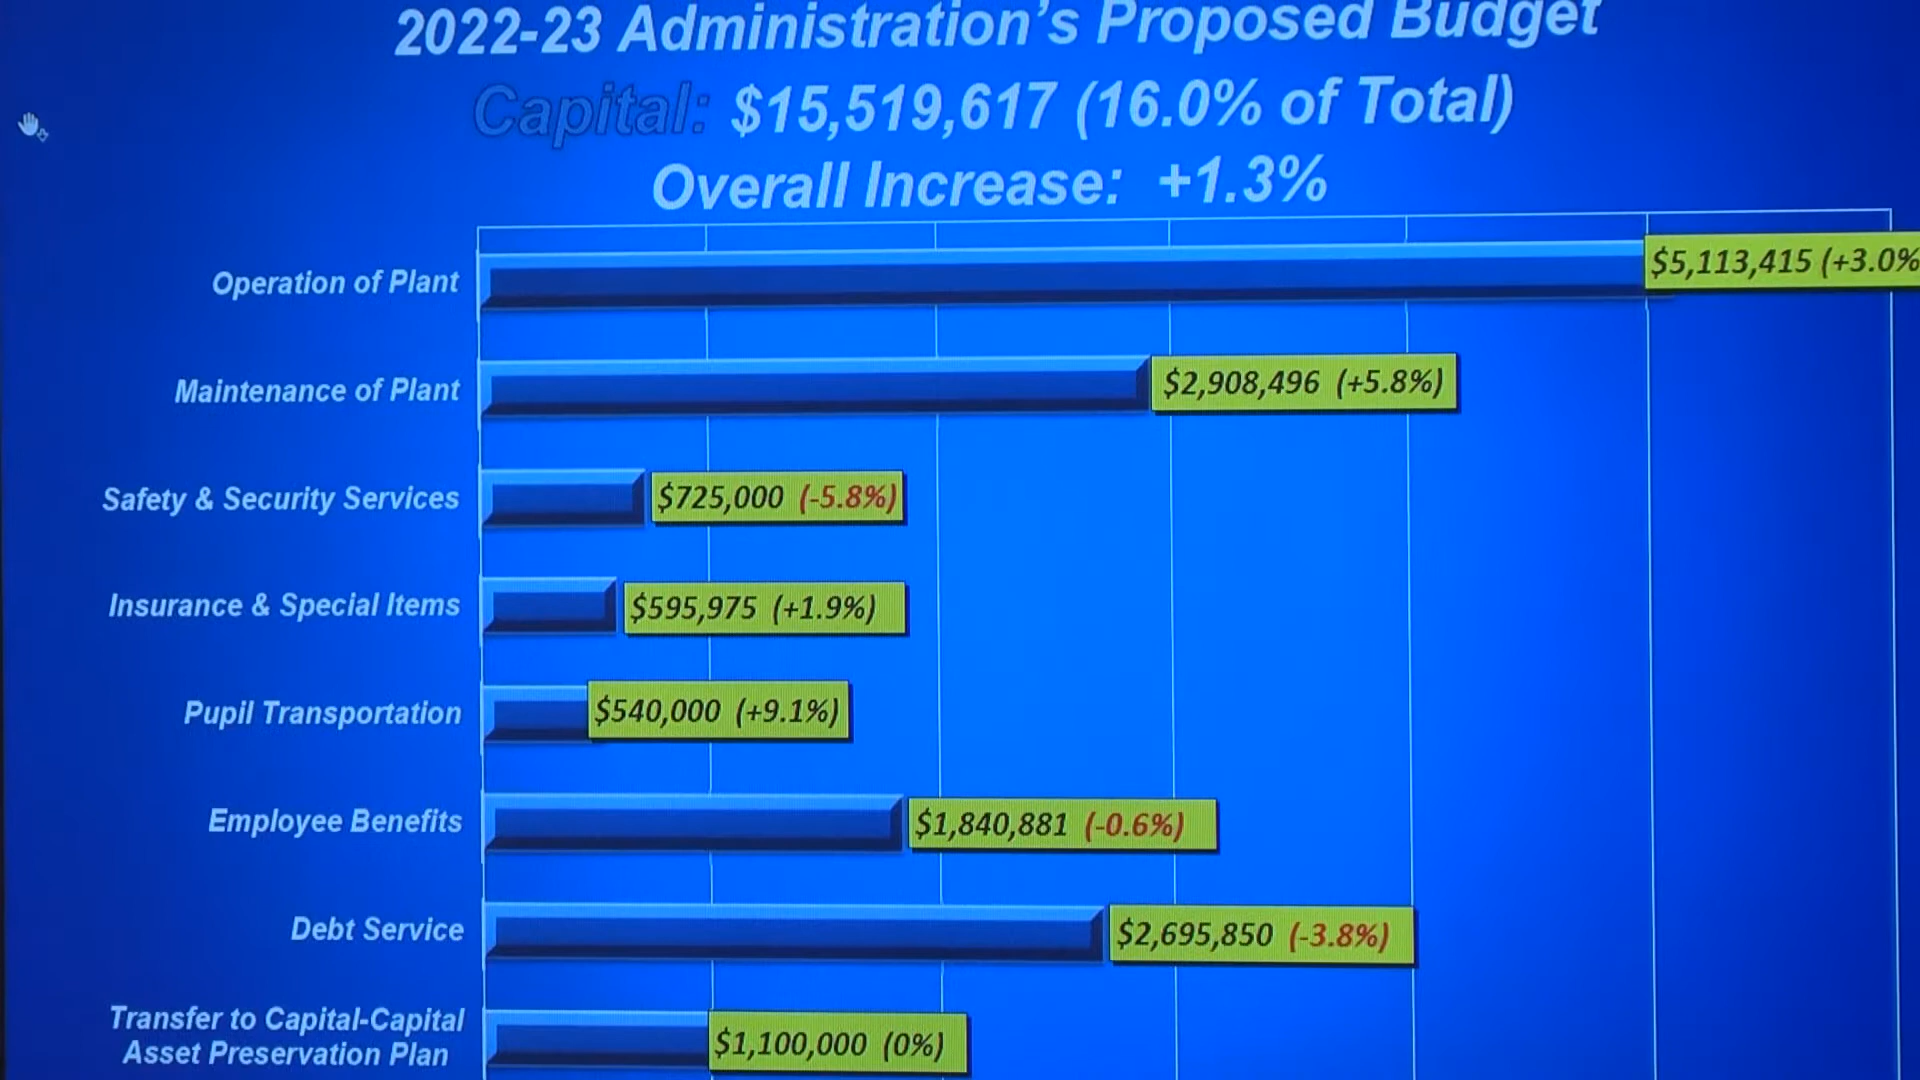 2022-23 Administration's Proposed Budget
Capital: $15,519,617 (16.0% of Total)
Overall Increase: +1.3%
Operation of Plant $5,113,415 (+3.0%
Maintenance of Plant $2,908,496 (+5.8%)
Safety & Security Services $725,000 (-5.8%)
Insurance & Special Items $595,975 (+1.9%)
Pupil Transportation $540,000 (+9.1%)
Employee Benefits $1,840,881 (-0.6%)
Debt Service $2,695,850 (-3.8%)
Transfer to Capital-Capital
Asset Preservation Plan $1,100,000 (0%)